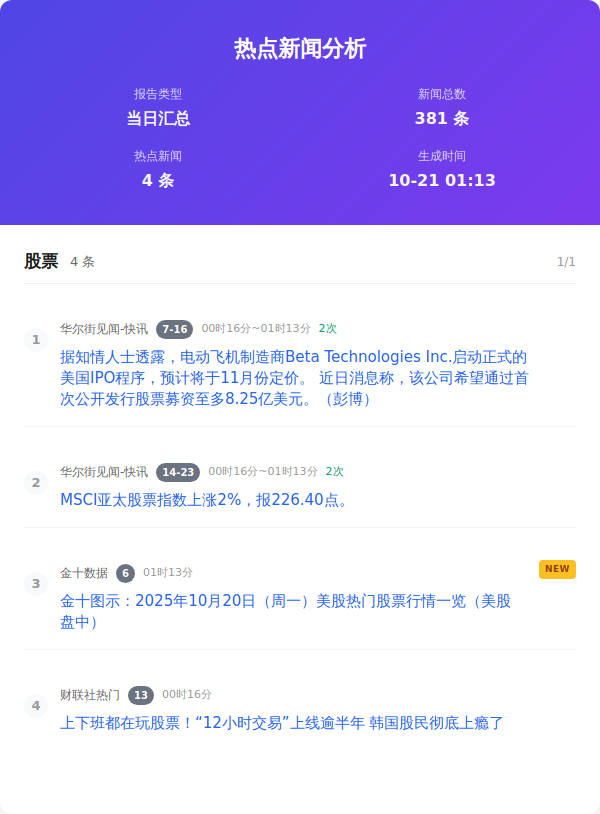 热点新闻分析
报告类型
新闻总数
当日汇总
381 条
热点新闻
生成时间
4 条
10-21 01:13
股票 4 条 1/1
1 华尔街见闻-快讯 7-16 00时16分~01时13分 2次
据知情人士透露，电动飞机制造商Beta Technologies Inc.启动正式的
美国IPO程序，预计将于11月份定价。 近日消息称，该公司希望通过首
次公开发行股票募资至多8.25亿美元。（彭博）
2 华尔街见闻-快讯 14-23 00时16分~01时13分 2次
MSCI亚太股票指数上涨2%，报226.40点。
3 金十数据 6 01时13分 NEW
金十图示：2025年10月20日（周一）美股热门股票行情一览（美股
盘中）
4 财联社热门 13 00时16分
上下班都在玩股票！“12小时交易”上线逾半年 韩国股民彻底上瘾了